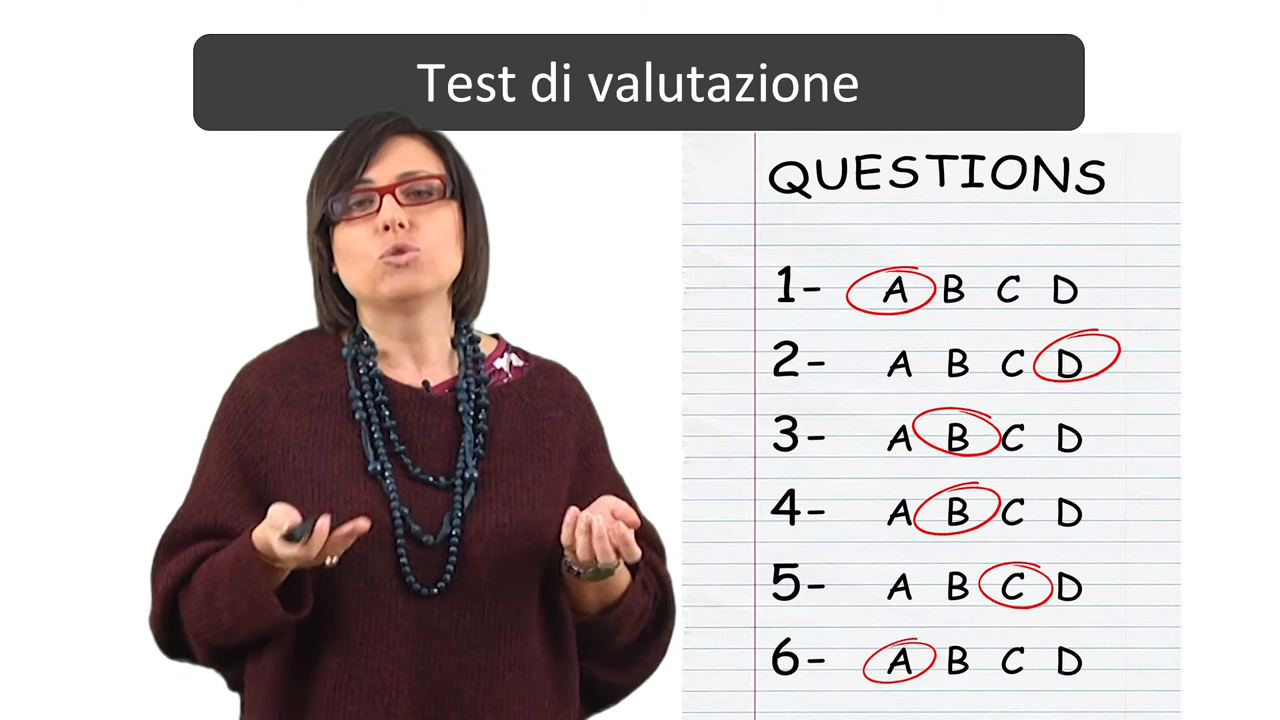 Test di valutazione
QUESTIONS
1- A B C D
2- A B C D
3- A B C D
4- A B C D
5- A B C D
6- A B C D